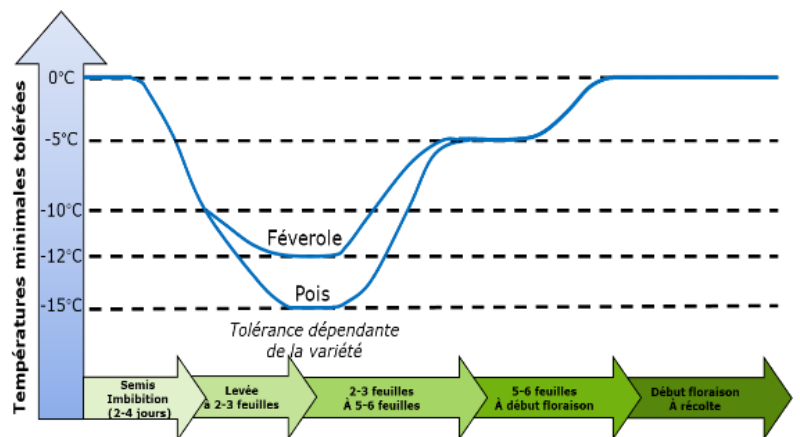 Températures minimales tolérées
0°C
-5°C
-10°C
-12°C
-15°C
Féverole
Pois
Tolérance dépendante
de la variété
Semis
Imbibition
(2-4 jours)
Levée
à 2-3 feuilles
2-3 feuilles
À 5-6 feuilles
5-6 feuilles
À début floraison
Début floraison
À récolte